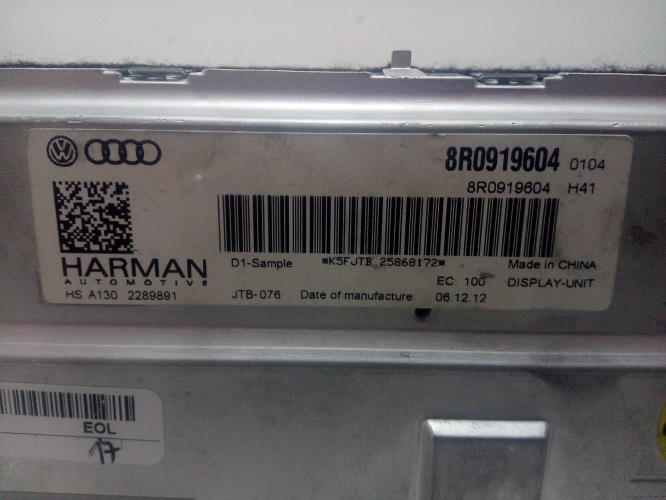 8R0919604 0104
8R0919604 H41
D1-Sample *K5FJTB 25868172* Made in CHINA
HARMAN
AUTOMOTIVE
EC: 100 DISPLAY-UNIT
HS A130 2289891 JTB-076 Date of manufacture: 06.12.12
EOL
17